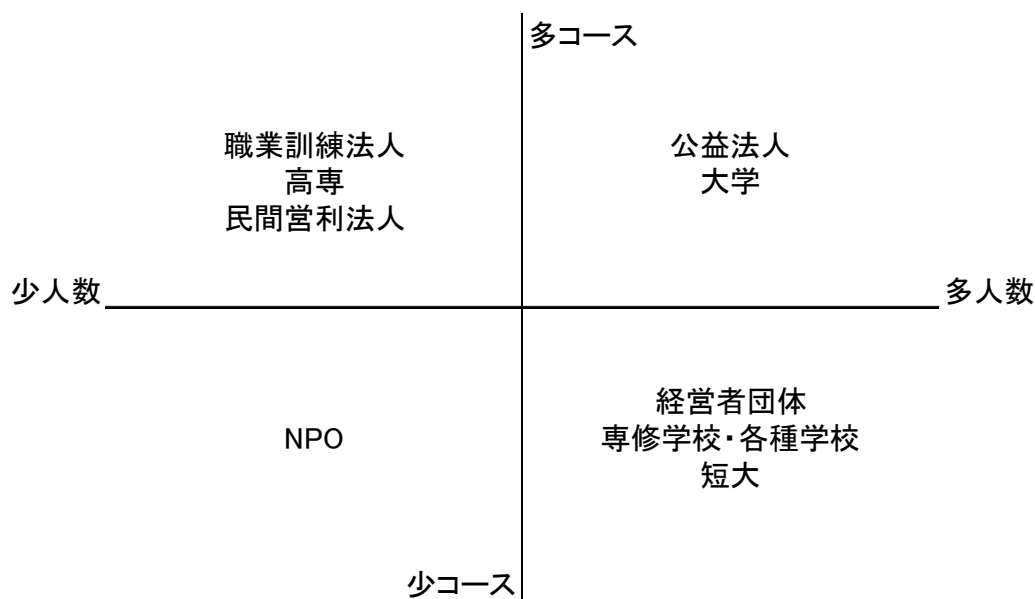 多コース
職業訓練法人
高専
民間営利法人
公益法人
大学
少人数
多人数
NPO
経営者団体
専修学校・各種学校
短大
少コース